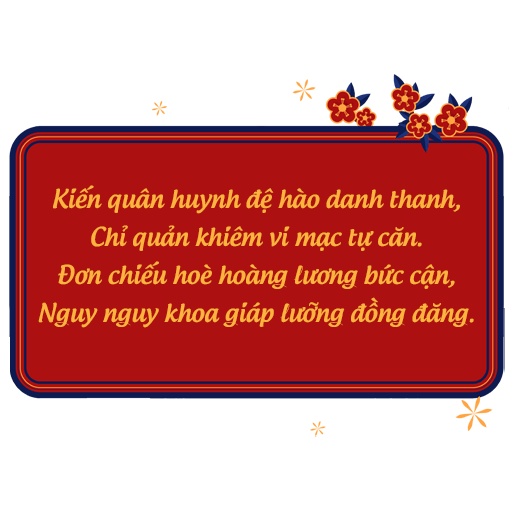 Kiến quân huynh đệ hào danh thanh,
Chỉ quản khiêm vi mạc tự căn.
Đơn chiếu hoè hoàng lương bức cận,
Nguy nguy khoa giáp lưỡng đồng đăng.